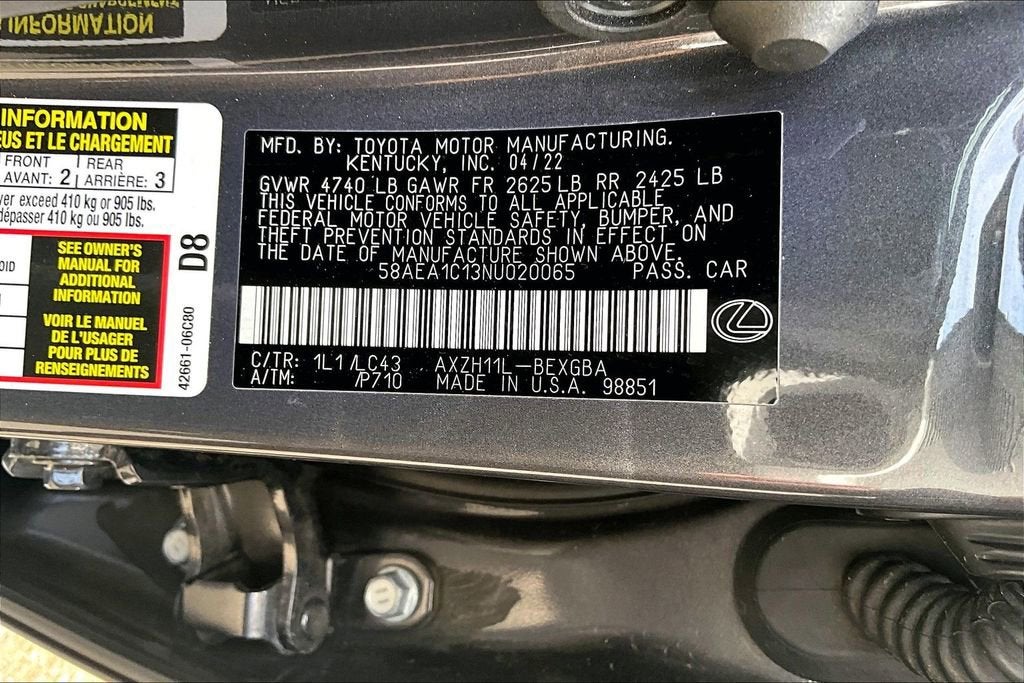 INFORMATION
INFORMATION
EUS ET LE CHARGEMENT
FRONT
AVANT: 2
REAR
ARRIÈRE: 3
ver exceed 410 kg or 905 lbs.
dépasser 410 kg ou 905 lbs.
OID
SEE OWNER'S
MANUAL FOR
ADDITIONAL
INFORMATION
VOIR LE MANUEL
DE L'USAGER
POUR PLUS DE
RENSEIGNEMENTS
D8
42661-06C80
MFD. BY: TOYOTA MOTOR MANUFACTURING.
KENTUCKY, INC. 04/22
GVWR 4740 LB GAWR FR 2625 LB RR 2425 LB
THIS VEHICLE CONFORMS TO ALL APPLICABLE
FEDERAL MOTOR VEHICLE SAFETY, BUMPER, AND
THEFT PREVENTION STANDARDS IN EFFECT ON
THE DATE OF MANUFACTURE SHOWN ABOVE.
58AEA1C13NU020065 PASS. CAR
C/TR: 1L1 /LC43 AXZH11L-BEXGBA
A/TM: /P710 MADE IN U.S.A. 98851